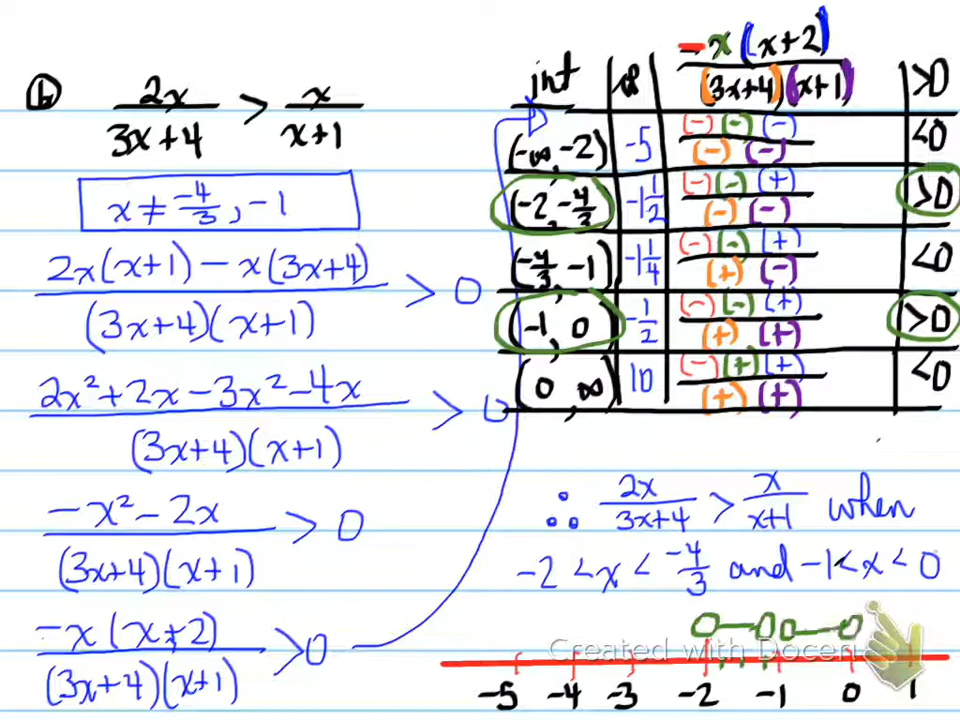 b) 2x/(3x+4) > x/(x+1)
x ≠ -4/3, -1
(2x(x+1) - x(3x+4))/((3x+4)(x+1)) > 0
(2x² + 2x - 3x² - 4x)/((3x+4)(x+1)) > 0
(-x² - 2x)/((3x+4)(x+1)) > 0
(-x(x+2))/((3x+4)(x+1)) > 0
int | x | (-x(x+2))/((3x+4)(x+1)) | >0
(-∞, -2) | -5 | (-)(-)(-)/(-)(-) | <0
(-2, -4/3) | -1 1/2 | (-)(-)(+)/(-)(-) | >0
(-4/3, -1) | -1 1/4 | (-)(-)(+)/(+)(-) | <0
(-1, 0) | -1/2 | (-)(-)(+)/(+)(+) | >0
(0, ∞) | 10 | (-)(+)(+)/(+)(+) | <0
∴ 2x/(3x+4) > x/(x+1) when
-2 < x < -4/3 and -1 < x < 0
Created with Doceri
-5 -4 -3 -2 -1 0 1